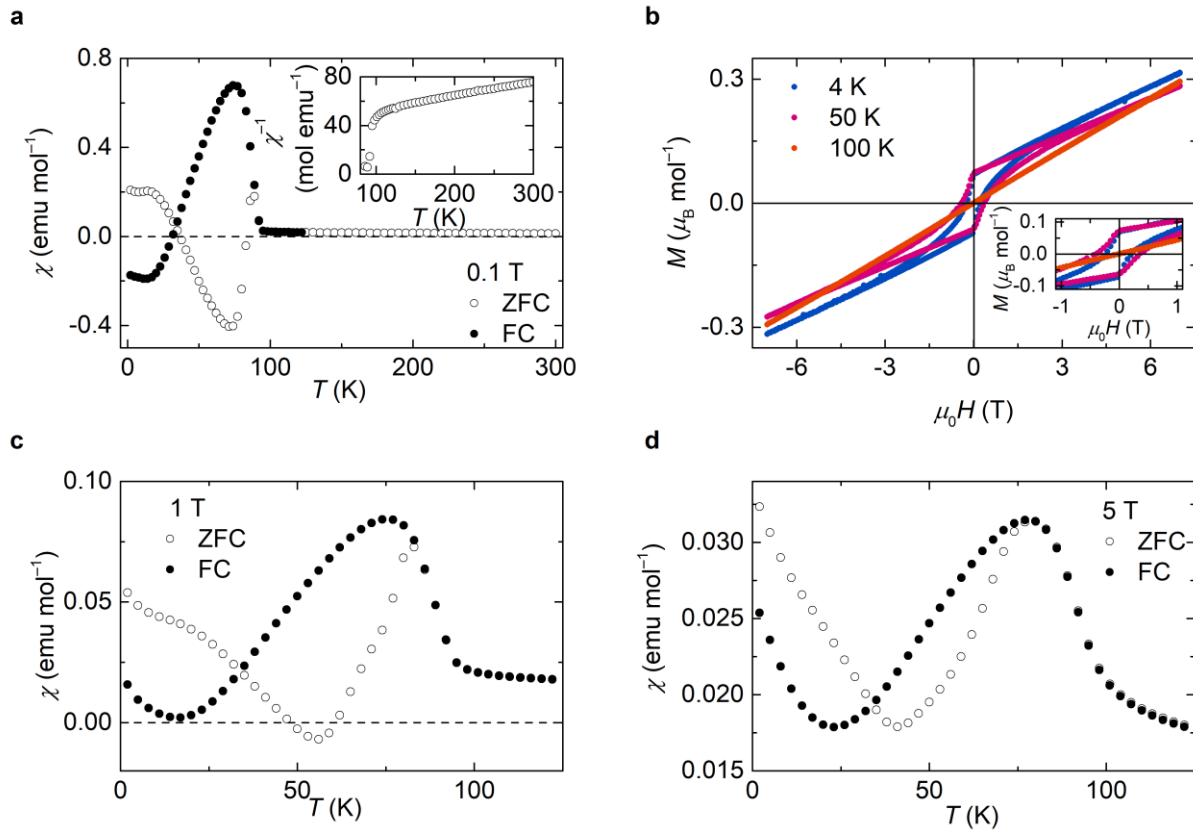 a
0.8
0.4
0.0
-0.4
χ (emu mol⁻¹)
0
100
200
300
T (K)
80
40
0
χ⁻¹
(mol emu⁻¹)
100
200
300
T (K)
0.1 T
ZFC
FC
b
0.3
0.0
-0.3
M (μB mol⁻¹)
4 K
50 K
100 K
-6
-3
0
3
6
μ₀H (T)
0.1
0.0
-0.1
M (μB mol⁻¹)
-1
0
1
μ₀H (T)
c
0.10
0.05
0.00
χ (emu mol⁻¹)
1 T
ZFC
FC
0
50
100
T (K)
d
0.030
0.025
0.020
0.015
χ (emu mol⁻¹)
5 T
ZFC
FC
0
50
100
T (K)